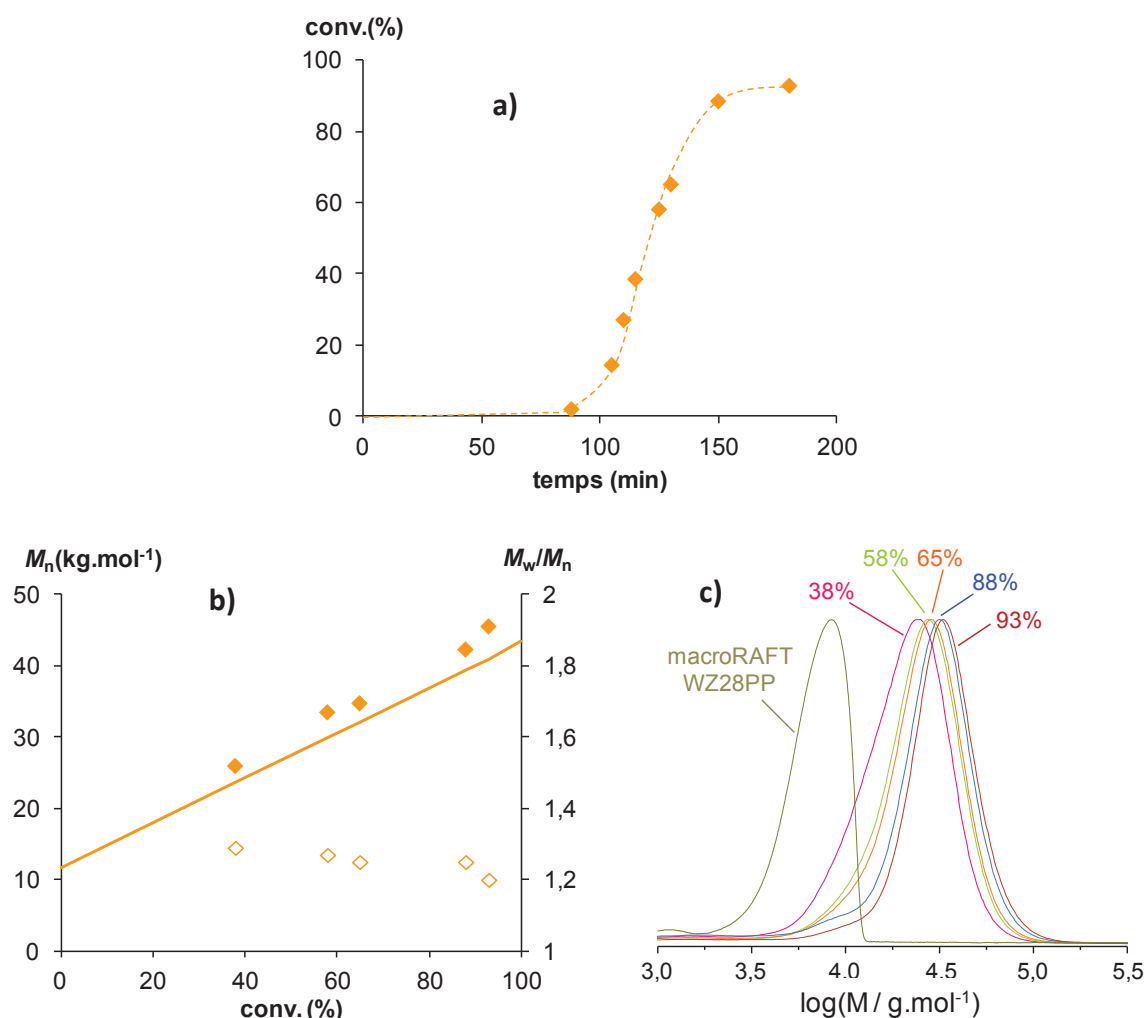 conv.(%)
100
a)
80
60
40
20
0
0 50 100 150 200
temps (min)
Mn(kg.mol-1)
Mw/Mn
50
b)
2
40
1,8
30
1,6
20
1,4
10
1,2
0
1
0 20 40 60 80 100
conv. (%)
58% 65%
c)
38%
88%
93%
macroRAFT
WZ28PP
3,0 3,5 4.0 4.5 5,0 5,5
log(M / g.mol-1)